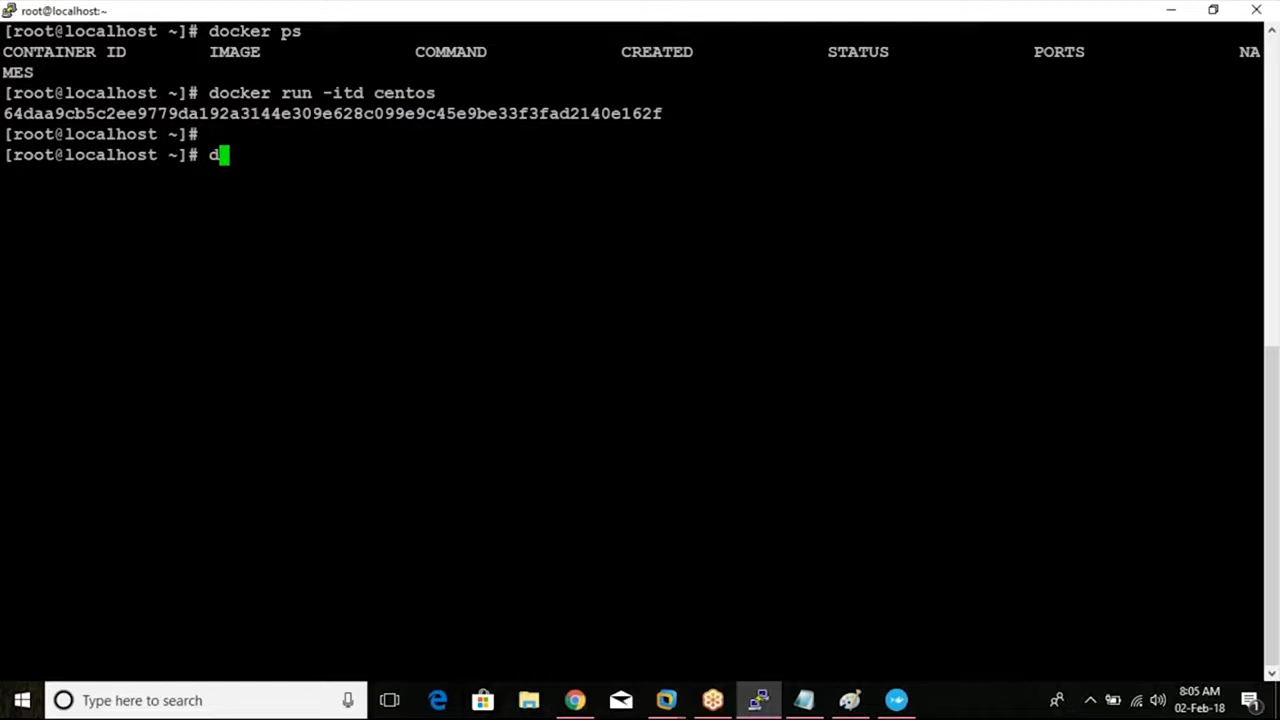 root@localhost:~
[root@localhost ~]# docker ps
CONTAINER ID IMAGE COMMAND CREATED STATUS PORTS NA
MES
[root@localhost ~]# docker run -itd centos
64daa9cb5c2ee9779da192a3144e309e628c099e9c45e9be33f3fad2140e162f
[root@localhost ~]#
[root@localhost ~]# d
Type here to search
8:05 AM
02-Feb-18
1